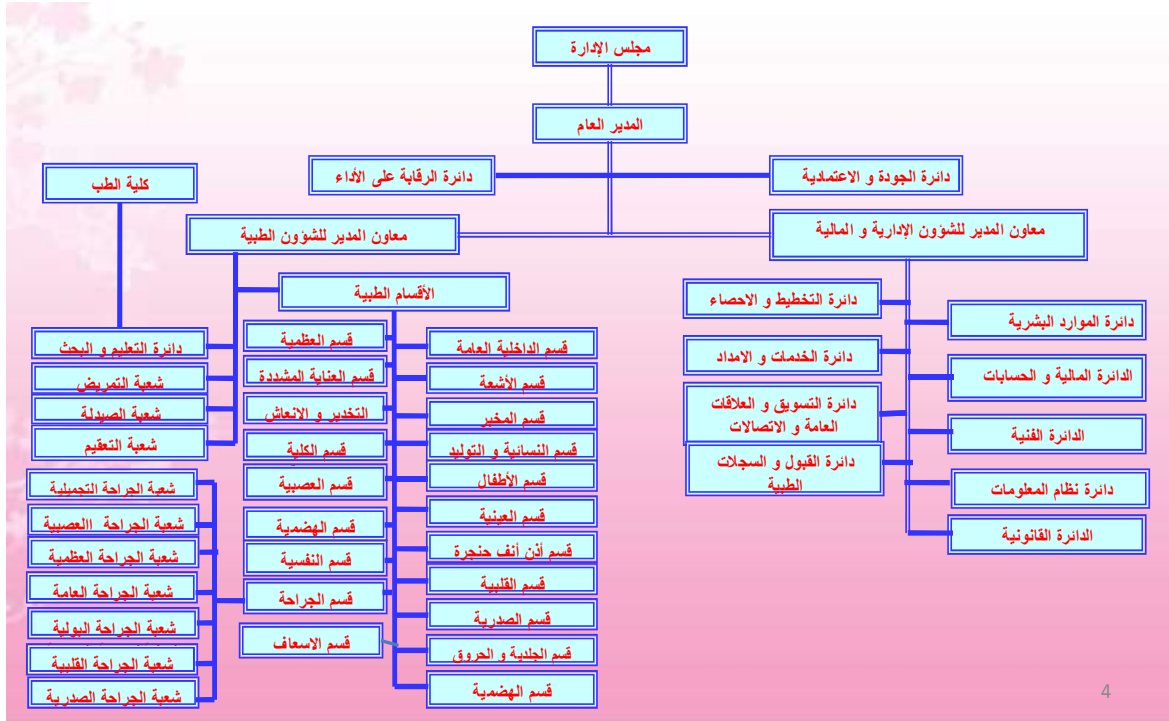 مجلس الإدارة
المدير العام
دائرة الجودة و الاعتمادية
دائرة الرقابة على الأداء
كلية الطب
معاون المدير للشؤون الإدارية و المالية
معاون المدير للشؤون الطبية
دائرة التخطيط و الاحصاء
دائرة الموارد البشرية
دائرة الخدمات و الامداد
الدائرة المالية و الحسابات
دائرة التسويق و العلاقات
العامة و الاتصالات
الدائرة الفنية
دائرة القبول و السجلات
الطبية
دائرة نظام المعلومات
الدائرة القانونية
الأقسام الطبية
قسم الداخلية العامة
قسم الأشعة
قسم المخبر
قسم النسائية و التوليد
قسم الأطفال
قسم العينية
قسم أذن أنف حنجرة
قسم القلبية
قسم الصدرية
قسم الجلدية و الحروق
قسم الهضمية
قسم العظمية
قسم العناية المشددة
التخدير و الانعاش
قسم الكلية
قسم العصبية
قسم الهضمية
قسم النفسية
قسم الجراحة
قسم الاسعاف
دائرة التعليم و البحث
شعبة التمريض
شعبة الصيدلة
شعبة التعقيم
شعبة الجراحة التجميلية
شعبة الجراحة االعصبية
شعبة الجراحة العظمية
شعبة الجراحة العامة
شعبة الجراحة البولية
شعبة الجراحة القلبية
شعبة الجراحة الصدرية
4